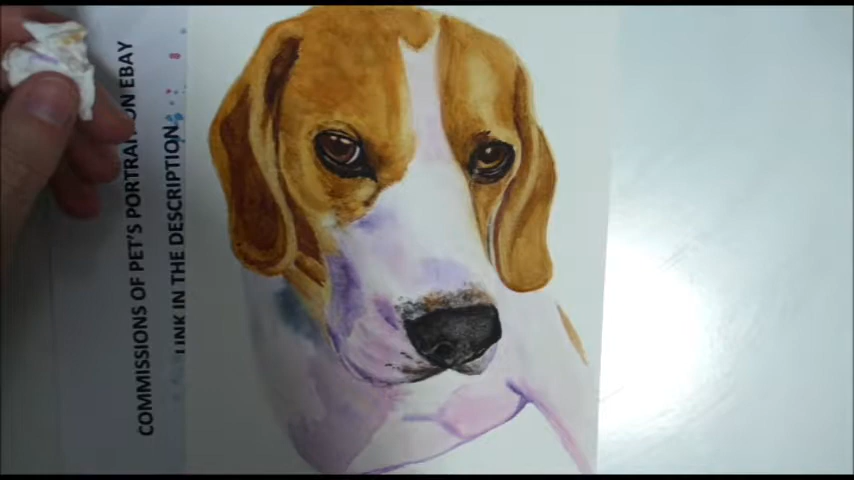 COMMISSIONS OF PET'S PORTRAIT ON EBAY
LINK IN THE DESCRIPTION